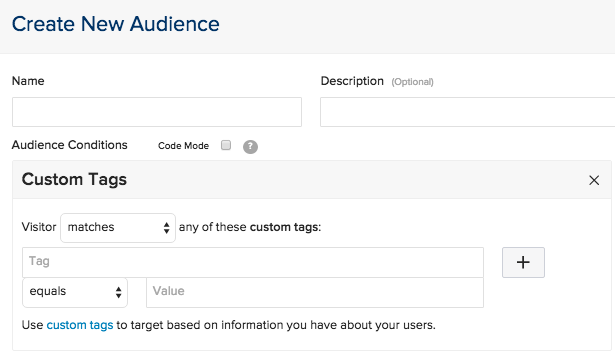 Create New Audience
Name
Description (Optional)
Audience Conditions Code Mode ?
Custom Tags
Visitor matches any of these custom tags:
Tag
+
equals Value
Use custom tags to target based on information you have about your users.